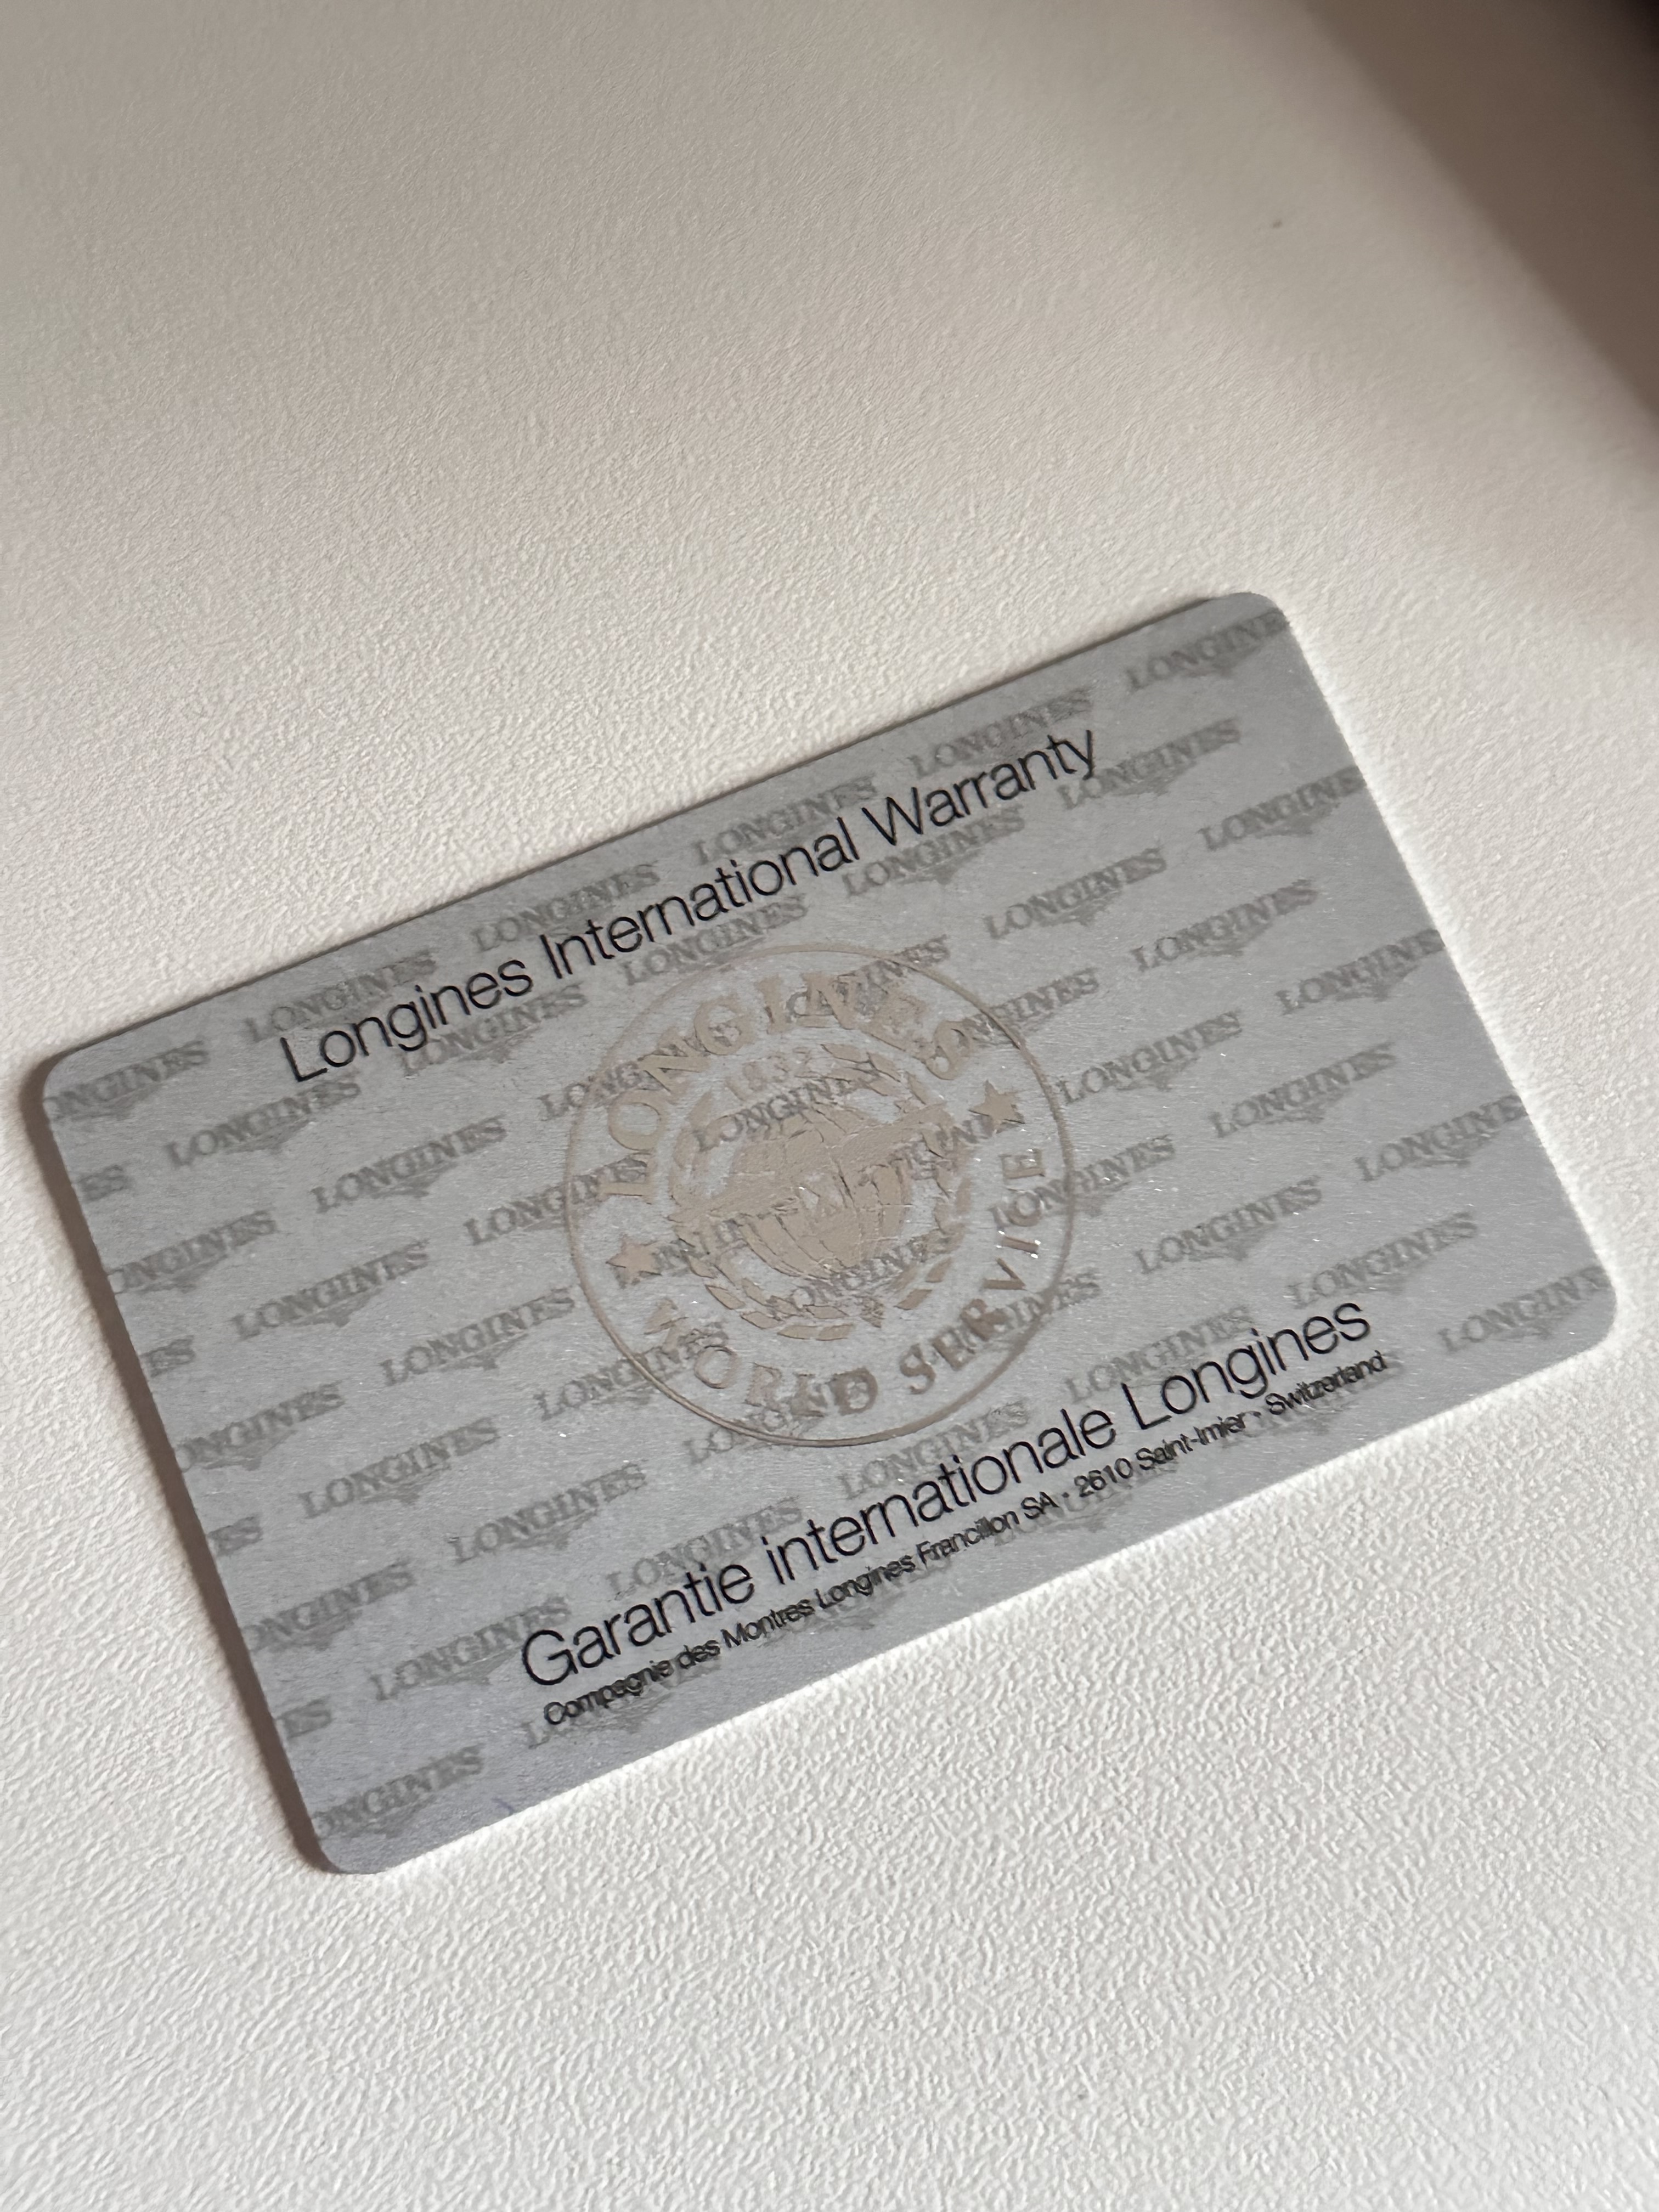 Longines International Warranty
LONGINES
1832
WORLD SERVICE
Garantie internationale Longines
Compagnie des Montres Longines Francillon SA · 2610 Saint-Imier · Switzerland